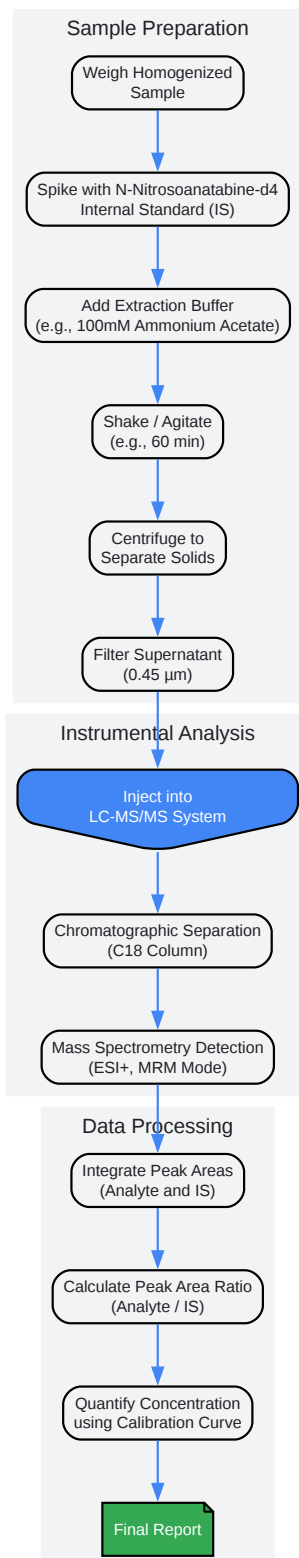 Sample Preparation
Weigh Homogenized
Sample
Spike with N-Nitrosoanatabine-d4
Internal Standard (IS)
Add Extraction Buffer
(e.g., 100mM Ammonium Acetate)
Shake / Agitate
(e.g., 60 min)
Centrifuge to
Separate Solids
Filter Supernatant
(0.45 µm)
Instrumental Analysis
Inject into
LC-MS/MS System
Chromatographic Separation
(C18 Column)
Mass Spectrometry Detection
(ESI+, MRM Mode)
Data Processing
Integrate Peak Areas
(Analyte and IS)
Calculate Peak Area Ratio
(Analyte / IS)
Quantify Concentration
using Calibration Curve
Final Report